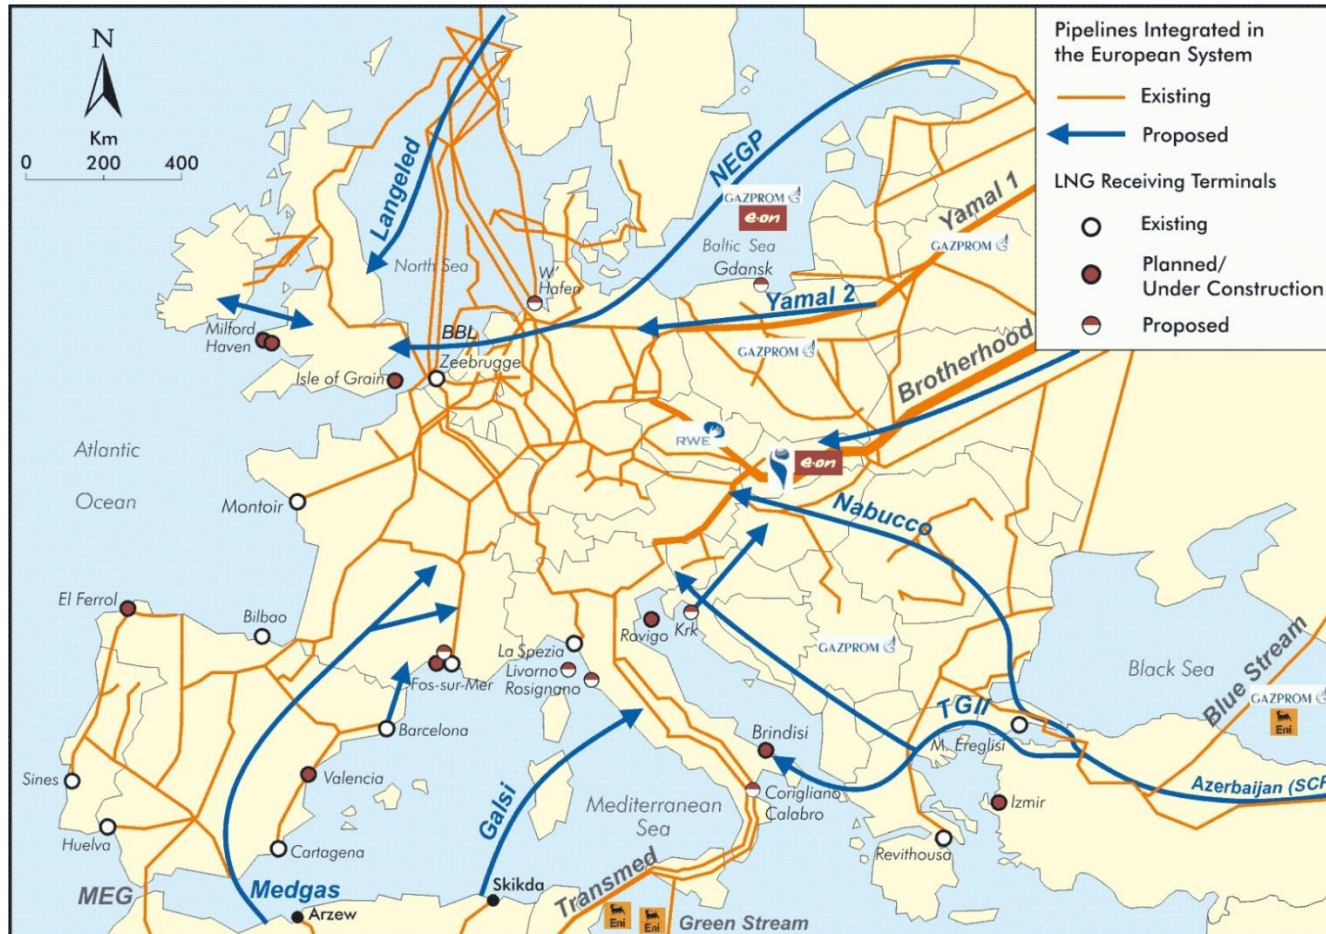 N
Km
0 200 400
Pipelines Integrated in
the European System
Existing
Proposed
LNG Receiving Terminals
Existing
Planned/
Under Construction
Proposed
Langeled
North Sea
NEGP
GAZPROM
e·on
Baltic Sea
Gdansk
Yamal 1
GAZPROM
W'
Hafen
Yamal 2
GAZPROM
Milford
Haven
BBL
Zeebrugge
Isle of Grain
Brotherhood
RWE
e·on
Atlantic
Ocean
Montoir
Nabucco
El Ferrol
Bilbao
La Spezia
Livorno
Rosignano
Rovigo
Krk
GAZPROM
Black Sea
Blue Stream
GAZPROM
Eni
Fos-sur-Mer
Barcelona
TGII
M. Ereglisi
Brindisi
Sines
Valencia
Galsi
Mediterranean
Sea
Corigliano
Calabro
Izmir
Azerbaijan (SCP
Huelva
Cartagena
Revithousa
MEG
Medgas
Arzew
Skikda
Transmed
Eni
Eni
Green Stream